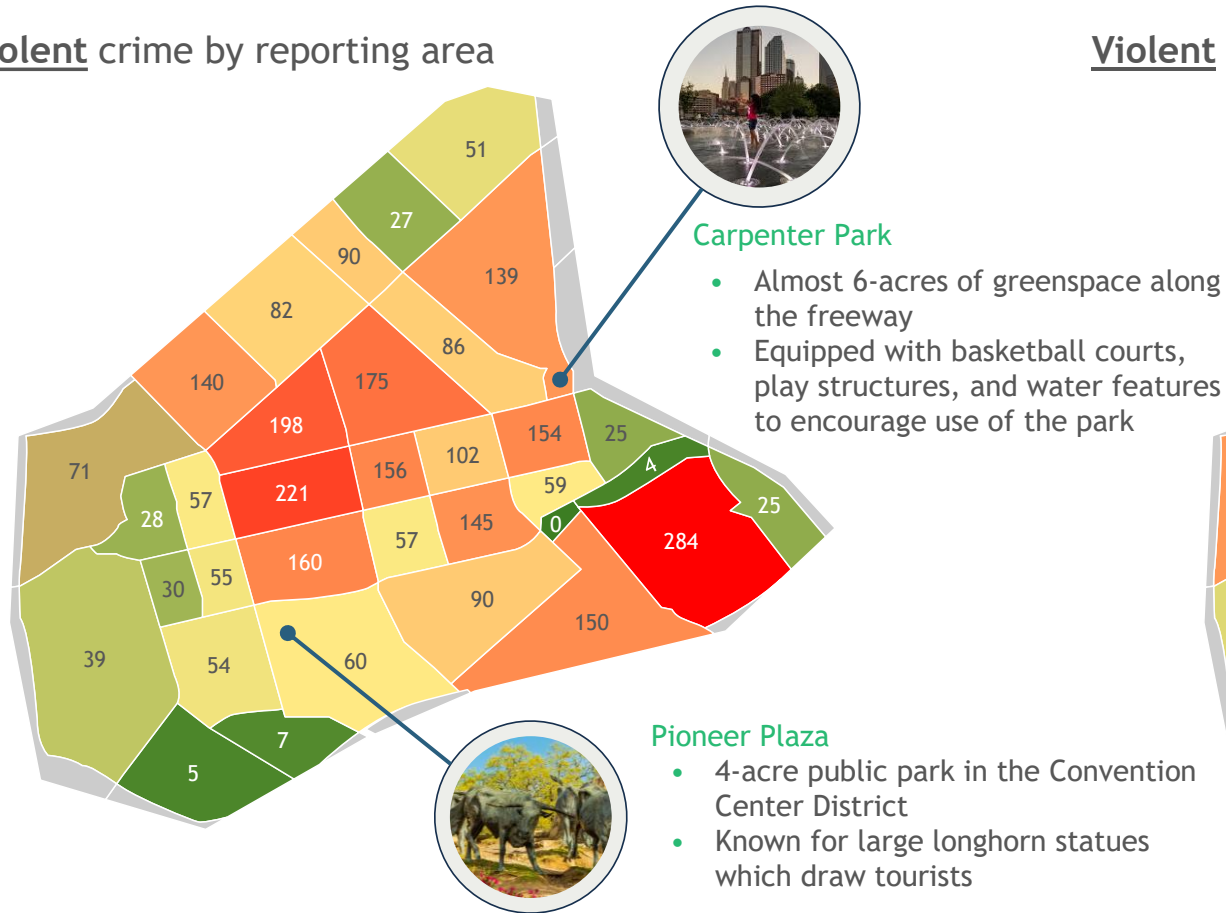 olent crime by reporting area
Violent
51
27
90
139
82
86
140
175
198
154
25
102
156
4
71
59
221
57
25
28
0
145
57
284
160
55
30
90
150
39
54
60
7
5
Carpenter Park
• Almost 6-acres of greenspace along
the freeway
• Equipped with basketball courts,
play structures, and water features
to encourage use of the park
Pioneer Plaza
• 4-acre public park in the Convention
Center District
• Known for large longhorn statues
which draw tourists